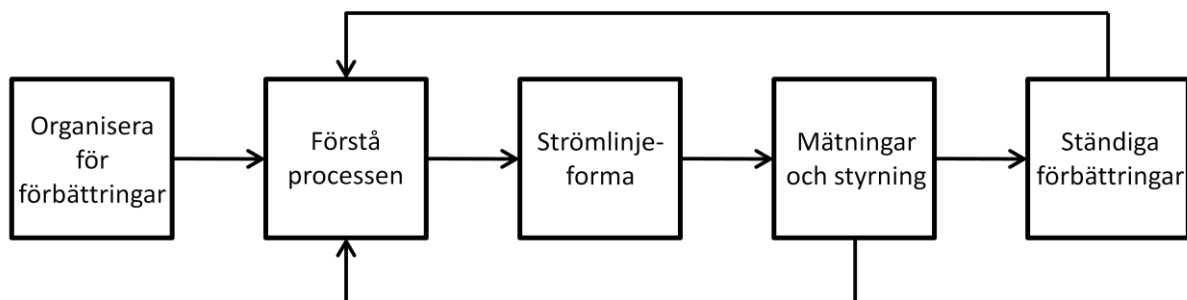 Organisera
för
förbättringar
Förstå
processen
Strömlinje-
forma
Mätningar
och styrning
Ständiga
förbättringar